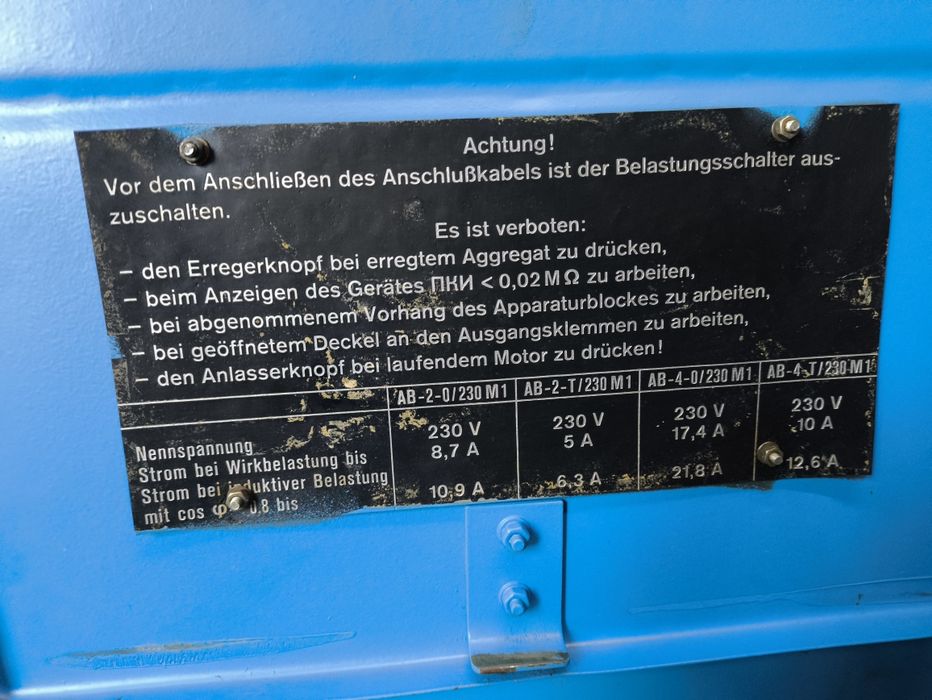 Achtung!
Vor dem Anschließen des Anschlußkabels ist der Belastungsschalter aus-
zuschalten.
Es ist verboten:
– den Erregerknopf bei erregtem Aggregat zu drücken,
– beim Anzeigen des Gerätes ПКИ < 0,02 M Ω zu arbeiten,
– bei abgenommenem Vorhang des Apparaturblockes zu arbeiten,
– bei geöffnetem Deckel an den Ausgangsklemmen zu arbeiten,
– den Anlasserknopf bei laufendem Motor zu drücken!
AB-2-0/230 M1 AB-2-T/230 M1 AB-4-0/230 M1 AB-4-T/230 M1
Nennspannung 230 V 230 V 230 V 230 V
Strom bei Wirkbelastung bis 8,7 A 5 A 17,4 A 10 A
Strom bei induktiver Belastung
mit cos φ 0,8 bis 10,9 A 6,3 A 21,8 A 12,6 A